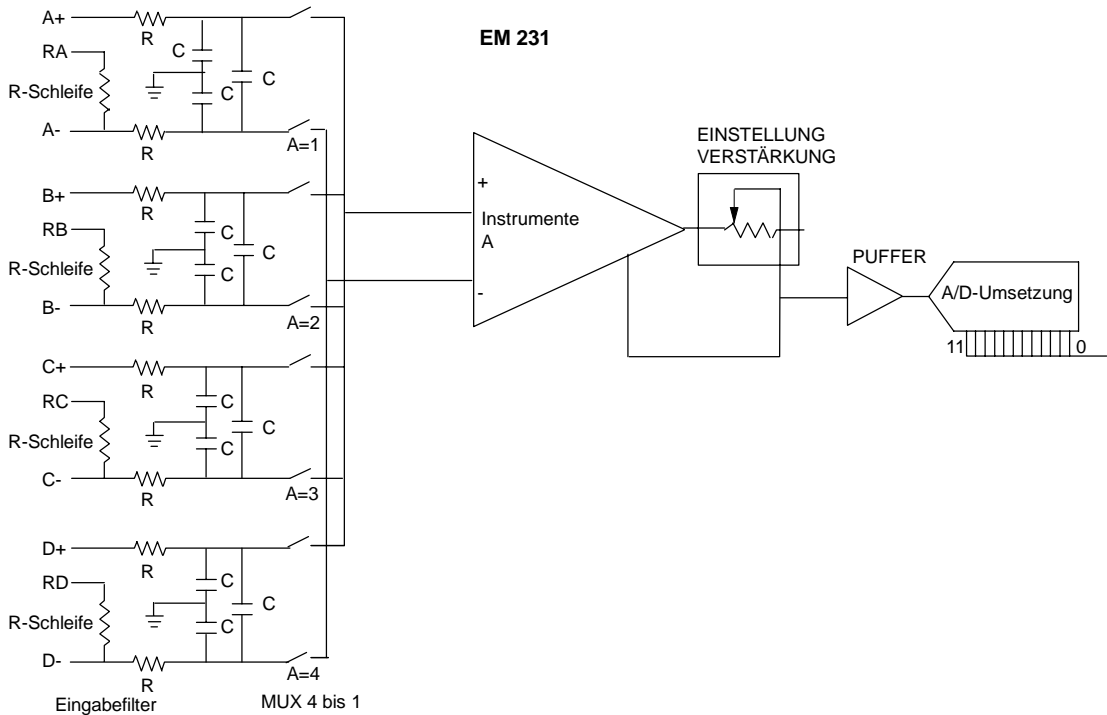 EM 231
A+
R
RA
C
C
C
R-Schleife
A-
R
A=1
B+
R
RB
C
C
C
R-Schleife
B-
R
A=2
C+
R
RC
C
C
C
R-Schleife
C-
R
A=3
D+
R
RD
C
C
C
R-Schleife
D-
R
A=4
Eingabefilter
MUX 4 bis 1
+
Instrumente
A
-
EINSTELLUNG
VERSTÄRKUNG
PUFFER
A/D-Umsetzung
11
0